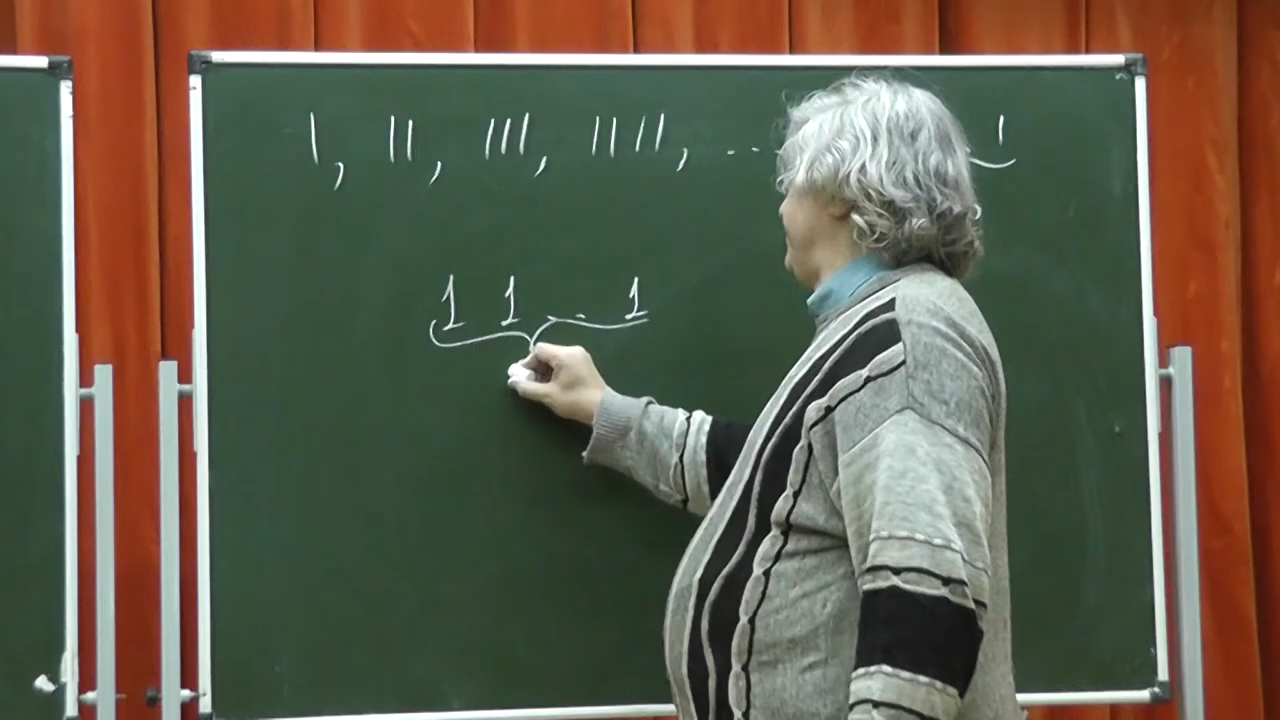 |, ||, |||, ||||, .. |
1 1 .. 1